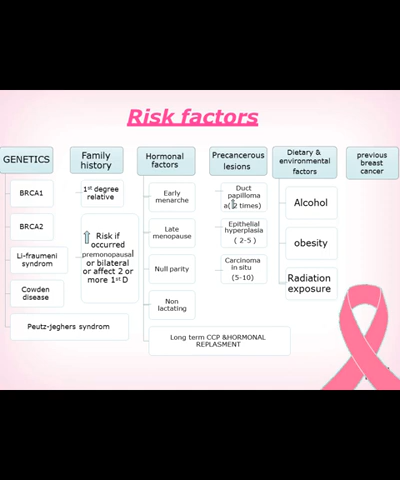 Risk factors
GENETICS
BRCA1
BRCA2
Li-fraumeni
syndrom
Cowden
disease
Peutz-jeghers syndrom
Family
history
1st degree
relative
⇧ Risk if
occurred
premonopausal
or bilateral
or affect 2 or
more 1st D
Hormonal
factors
Early
menarche
Late
menopause
Null parity
Non
lactating
Long term CCP &HORMONAL
REPLASMENT
Precancerous
lesions
Duct
papilloma
2 times)
Epithellal
hyperplasia
( 2-5 )
Carcinoma
in situ
(5-10)
Dietary &
environmental
factors
Alcohol
obesity
Radiation
exposure
previous
breast
cancer